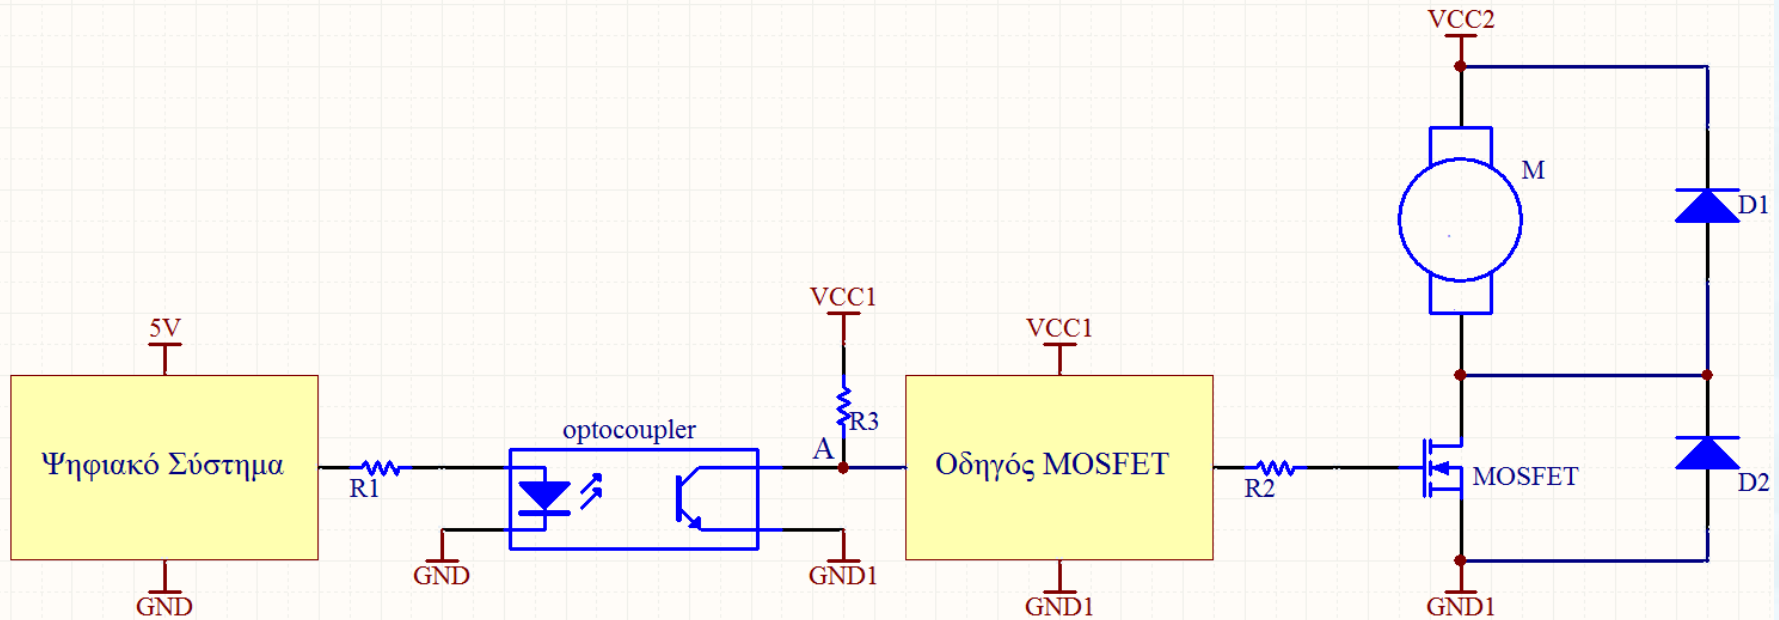 VCC2
M
D1
VCC1
5V
VCC1
R3
optocoupler
A
Ψηφιακό Σύστημα
Οδηγός MOSFET
R1
R2
MOSFET
D2
GND
GND1
GND
GND1
GND1